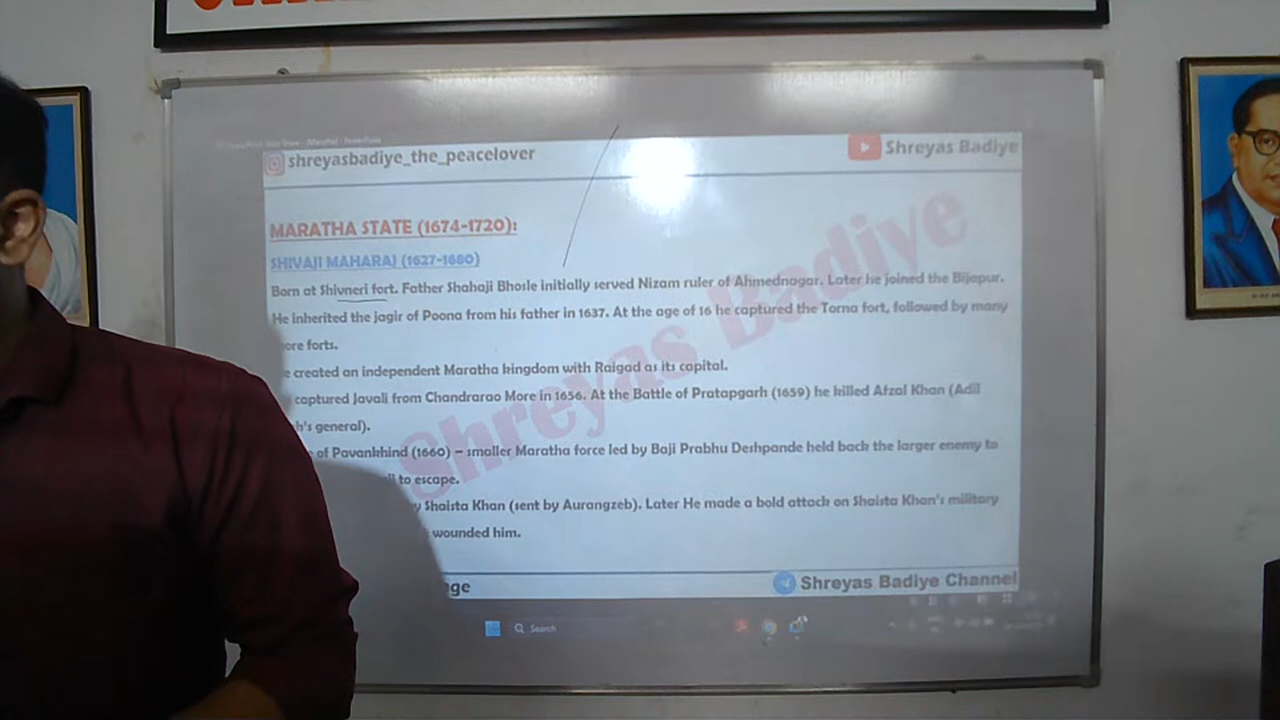 shreyasbadiye_the_peacelover
Shreyas Badiye
MARATHA STATE (1674-1720):
SHIVAJI MAHARAJ (1627-1680)
Born at Shivneri fort. Father Shahaji Bhosle initially served Nizam ruler of Ahmednagar. Later he joined the Bijapur.
He inherited the jagir of Poona from his father in 1637. At the age of 16 he captured the Torna fort, followed by many
ore forts.
e created an independent Maratha kingdom with Raigad as its capital.
captured Javali from Chandrarao More in 1656. At the Battle of Pratapgarh (1659) he killed Afzal Khan (Adil
h's general).
of Pavankhind (1660) – smaller Maratha force led by Baji Prabhu Deshpande held back the larger enemy to
to escape.
y Shaista Khan (sent by Aurangzeb). Later He made a bold attack on Shaista Khan's military
wounded him.
Shreyas Badiye
ge
Shreyas Badiye Channel
Search